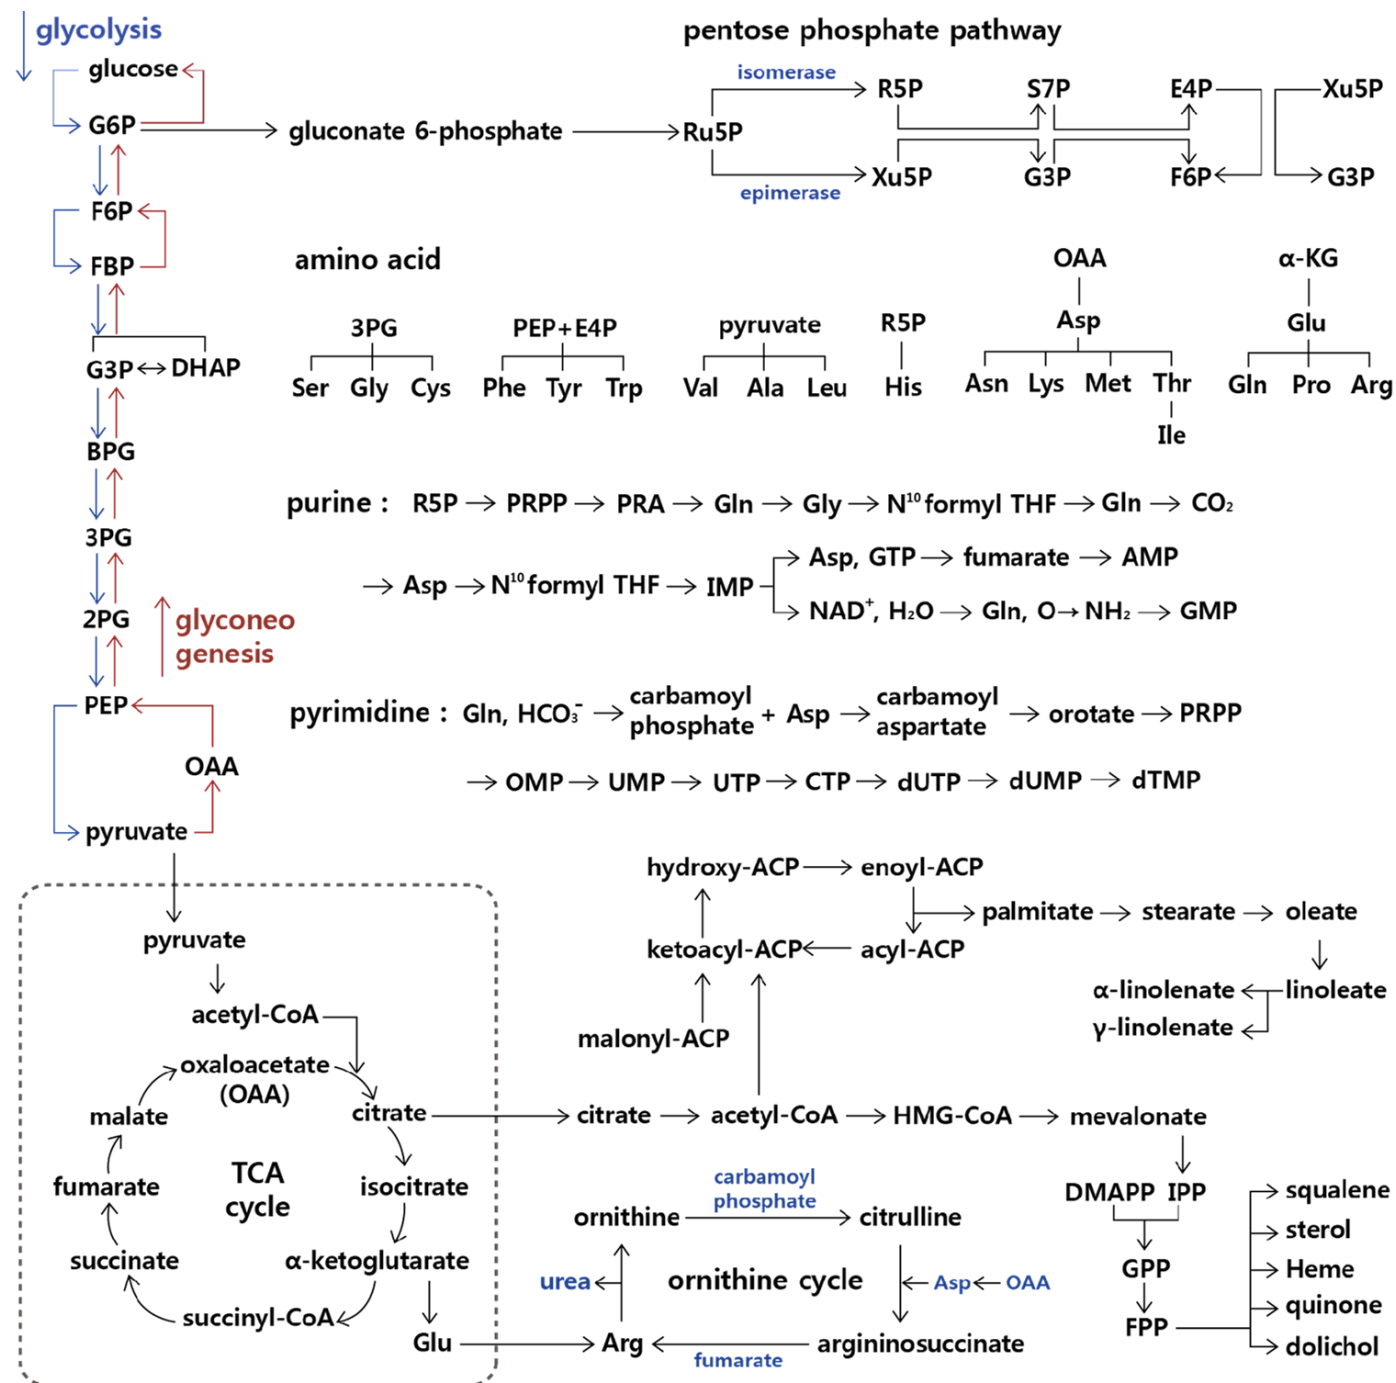 glycolysis
glucose
G6P
F6P
FBP
G3P ↔ DHAP
BPG
3PG
2PG
glyconeo
genesis
PEP
OAA
pyruvate
pentose phosphate pathway
gluconate 6-phosphate
Ru5P
isomerase
epimerase
R5P S7P E4P Xu5P
Xu5P G3P F6P G3P
amino acid
3PG
Ser Gly Cys
PEP+E4P
Phe Tyr Trp
pyruvate
Val Ala Leu
R5P
His
OAA
Asp
Asn Lys Met Thr
Ile
α-KG
Glu
Gln Pro Arg
purine : R5P → PRPP → PRA → Gln → Gly → N¹⁰ formyl THF → Gln → CO₂
→ Asp → N¹⁰ formyl THF → IMP
→ Asp, GTP → fumarate → AMP
→ NAD⁺, H₂O → Gln, O → NH₂ → GMP
pyrimidine : Gln, HCO₃⁻ → carbamoyl phosphate + Asp → carbamoyl aspartate → orotate → PRPP
→ OMP → UMP → UTP → CTP → dUTP → dUMP → dTMP
hydroxy-ACP → enoyl-ACP
palmitate → stearate → oleate
ketoacyl-ACP ← acyl-ACP
malonyl-ACP
α-linolenate ← linoleate
γ-linolenate
pyruvate
acetyl-CoA
oxaloacetate
(OAA)
citrate
isocitrate
α-ketoglutarate
succinyl-CoA
succinate
fumarate
malate
TCA
cycle
Glu
citrate → acetyl-CoA → HMG-CoA → mevalonate
DMAPP IPP
GPP
FPP
squalene
sterol
Heme
quinone
dolichol
carbamoyl
phosphate
ornithine → citrulline
urea
ornithine cycle
Asp ← OAA
Arg ← argininosuccinate
fumarate